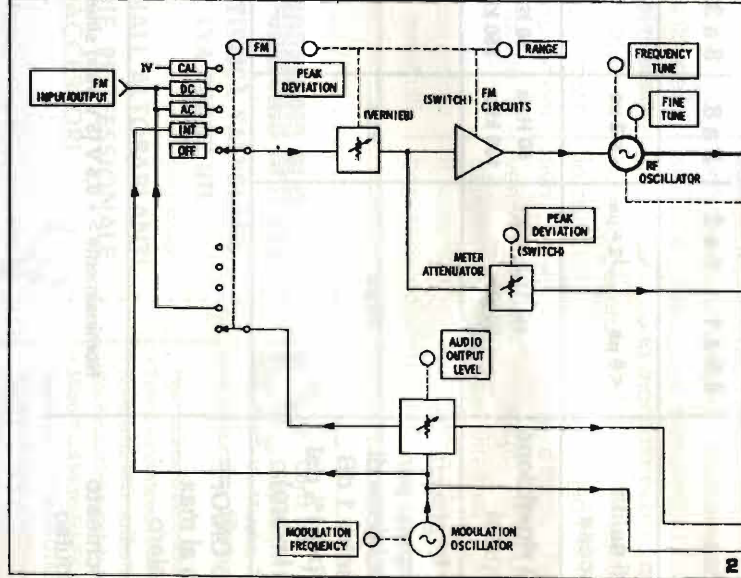 FM
INPUT/OUTPUT
1V
CAL
DC
AC
INT
OFF
FM
PEAK
DEVIATION
RANGE
(VERNIER)
(SWITCH)
FM
CIRCUITS
FREQUENCY
TUNE
FINE
TUNE
RF
OSCILLATOR
PEAK
DEVIATION
(SWITCH)
METER
ATTENUATOR
AUDIO
OUTPUT
LEVEL
MODULATION
FREQUENCY
MODULATION
OSCILLATOR